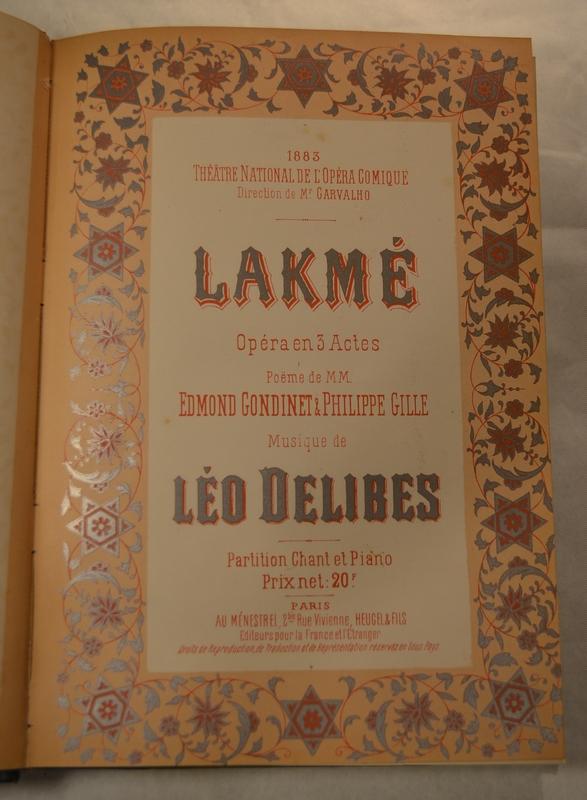 1883
THÉÂTRE NATIONAL DE L'OPÉRA COMIQUE
Direction de Mr CARVALHO
LAKMÉ
Opéra en 3 Actes
Poëme de MM.
EDMOND GONDINET & PHILIPPE GILLE
Musique de
LÉO DELIBES
Partition Chant et Piano
Prix net: 20f.
PARIS
AU MÉNESTREL, 2bis Rue Vivienne, HEUGEL & FILS
Editeurs pour la France et l'Etranger
Droits de Reproduction, de Traduction et de Représentation réservés en tous Pays